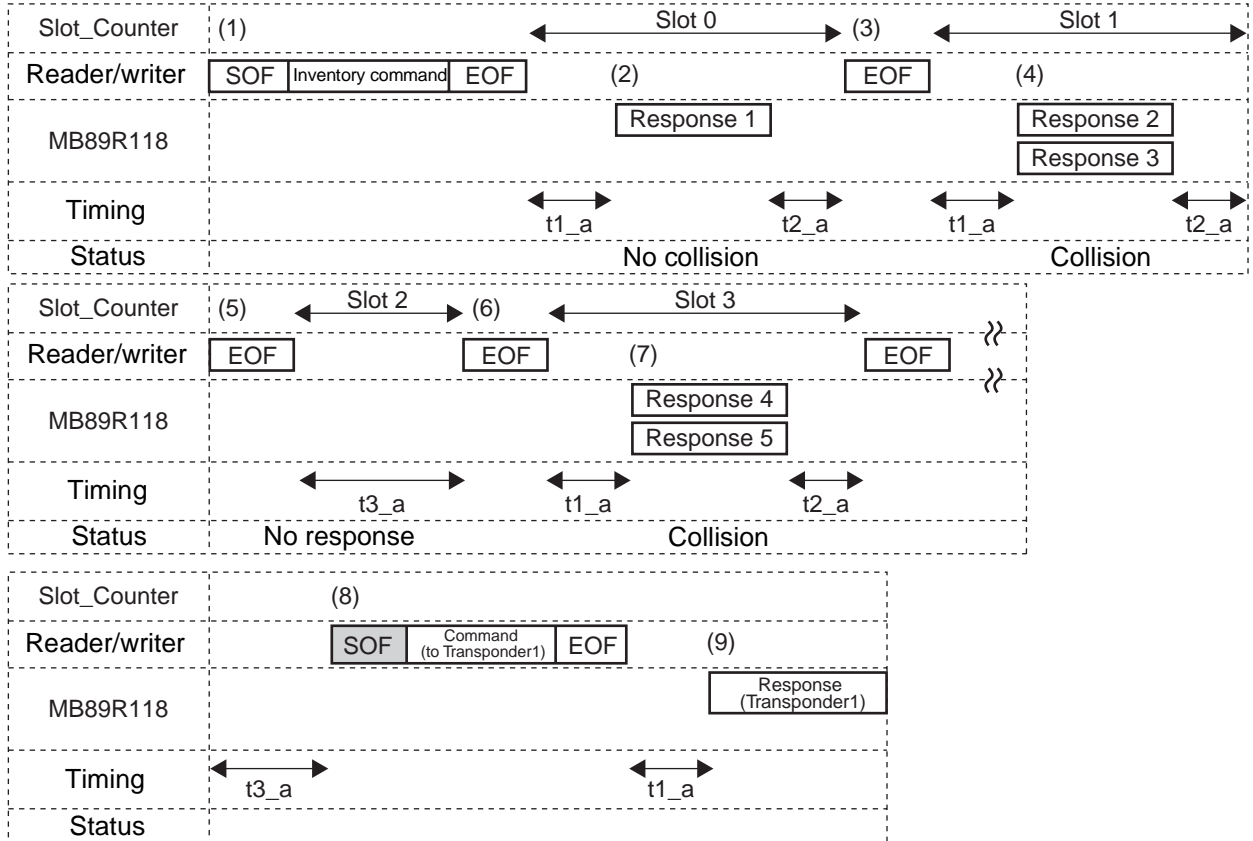 Slot_Counter (1) Slot 0 (3) Slot 1
Reader/writer SOF Inventory command EOF (2) EOF (4)
MB89R118 Response 1 Response 2
Response 3
Timing t1_a t2_a t1_a t2_a
Status No collision Collision
Slot_Counter (5) Slot 2 (6) Slot 3
Reader/writer EOF EOF (7) EOF
MB89R118 Response 4
Response 5
Timing t3_a t1_a t2_a
Status No response Collision
Slot_Counter (8)
Reader/writer SOF Command (to Transponder1) EOF (9)
MB89R118 Response (Transponder1)
Timing t3_a t1_a
Status